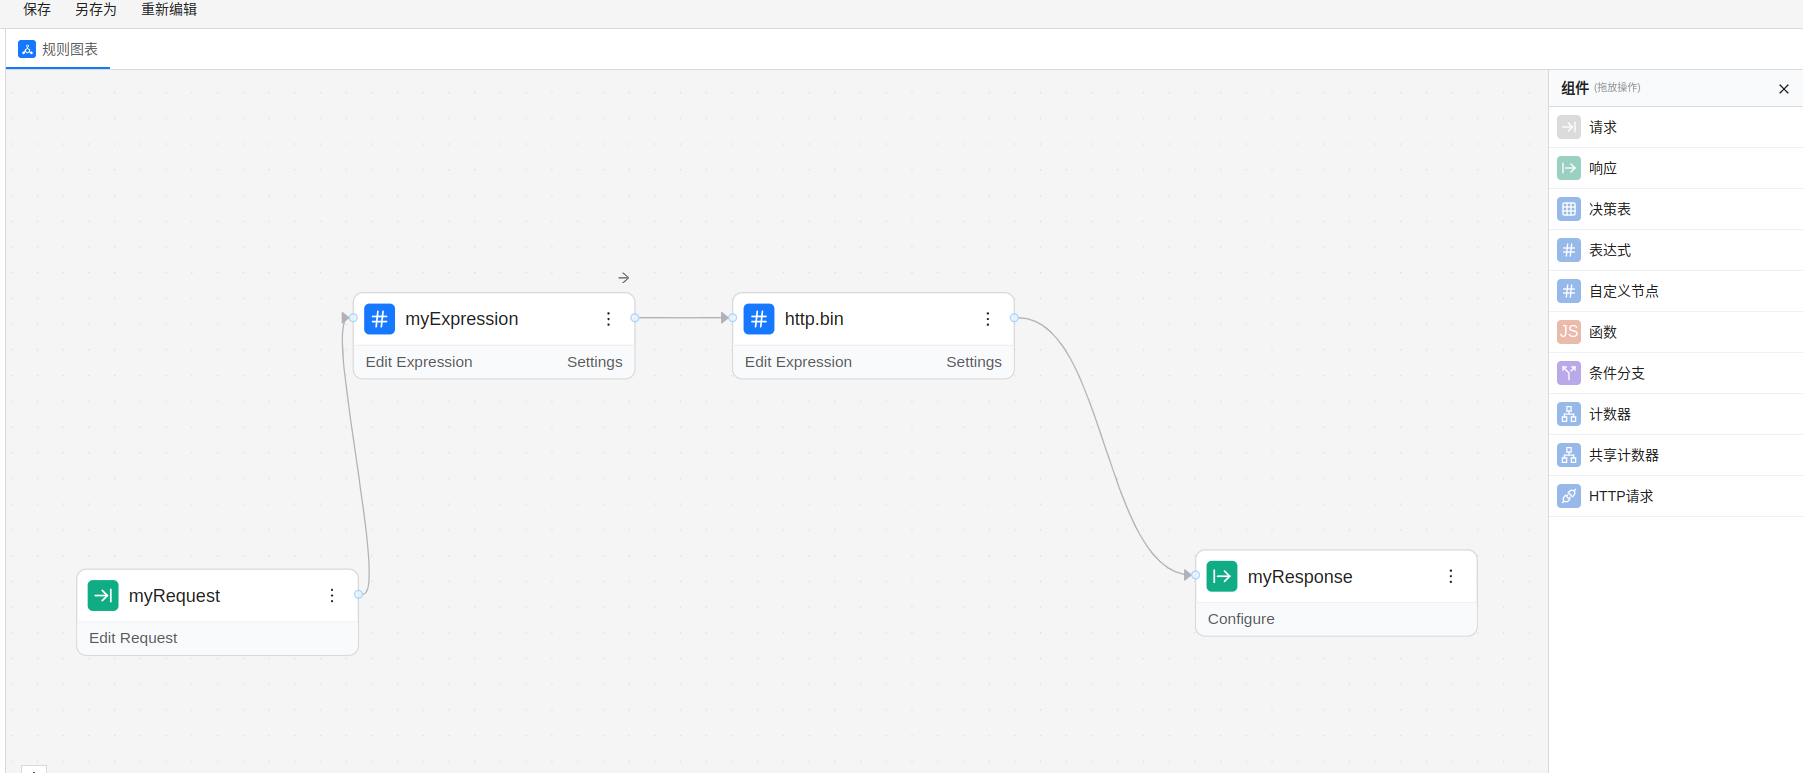 保存 另存为 重新编辑
规则图表
组件 (拖放操作)
请求
响应
决策表
表达式
自定义节点
JS 函数
条件分支
计数器
共享计数器
HTTP请求
myExpression
Edit Expression Settings
http.bin
Edit Expression Settings
myRequest
Edit Request
myResponse
Configure